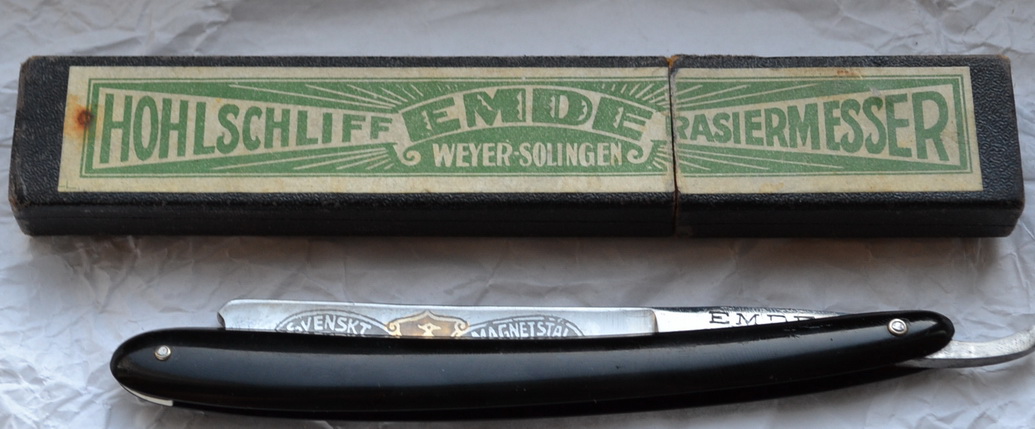 HOHLSCHLIFF EMDE RASIERMESSER
WEYER-SOLINGEN
SVENSKT MAGNETSTÅL
EMDE